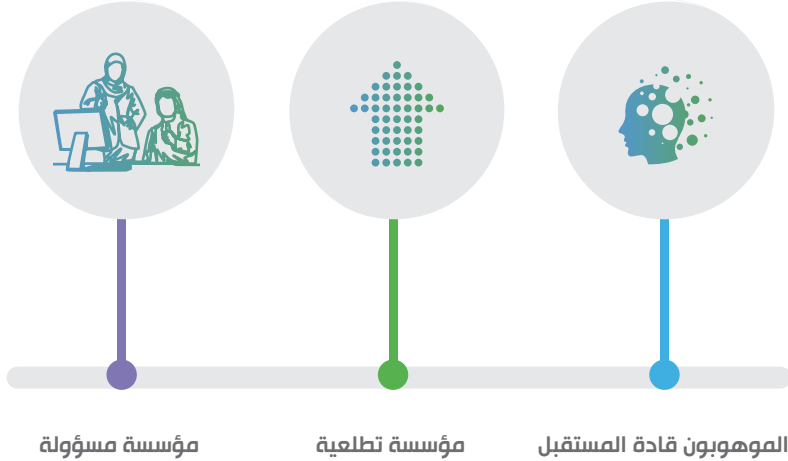 الموهوبون قادة المستقبل
مؤسسة تطلعية
مؤسسة مسؤولة